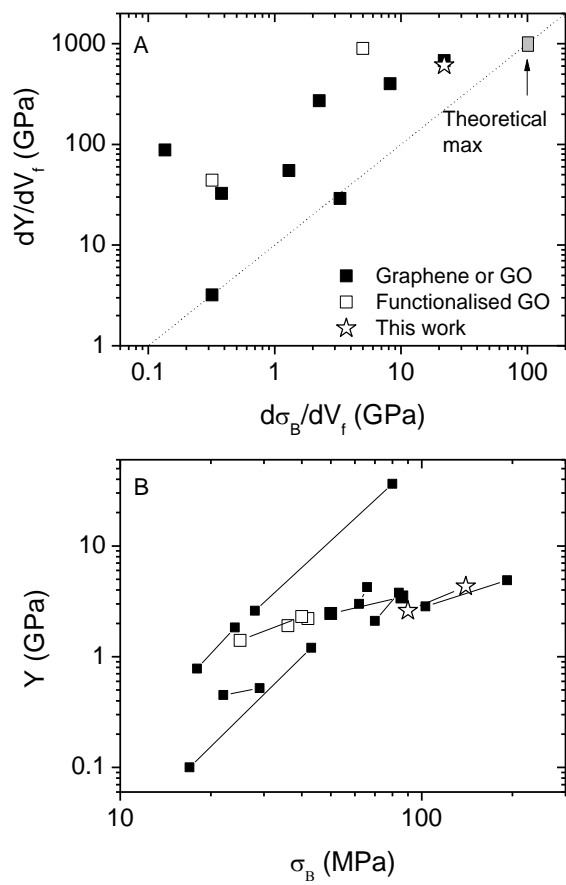 A
1000
100
10
1
dY/dV_f (GPa)
Theoretical
max
Graphene or GO
Functionalised GO
This work
0.1
1
10
100
dσ_B/dV_f (GPa)
B
10
1
0.1
Y (GPa)
10
100
σ_B (MPa)